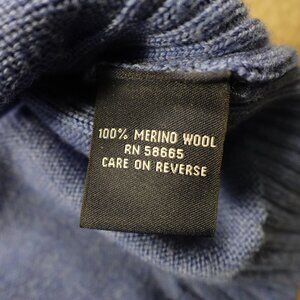 100% MERINO WOOL
RN 58665
CARE ON REVERSE